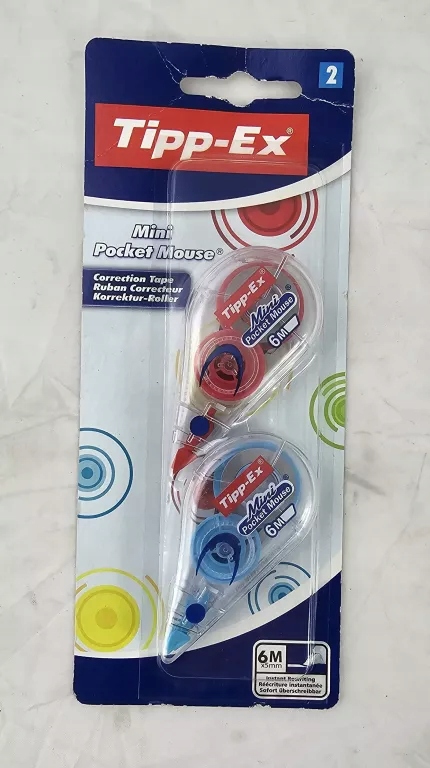 2
Tipp-Ex®
Mini
Pocket Mouse®
Correction Tape
Ruban Correcteur
Korrektur-Roller
Tipp-Ex
Mini
Pocket Mouse
6M
Tipp-Ex
Mini
Pocket Mouse
6M
6M
x5mm
Instant Rewriting
Réécriture instantanée
Sofort überschreibbar